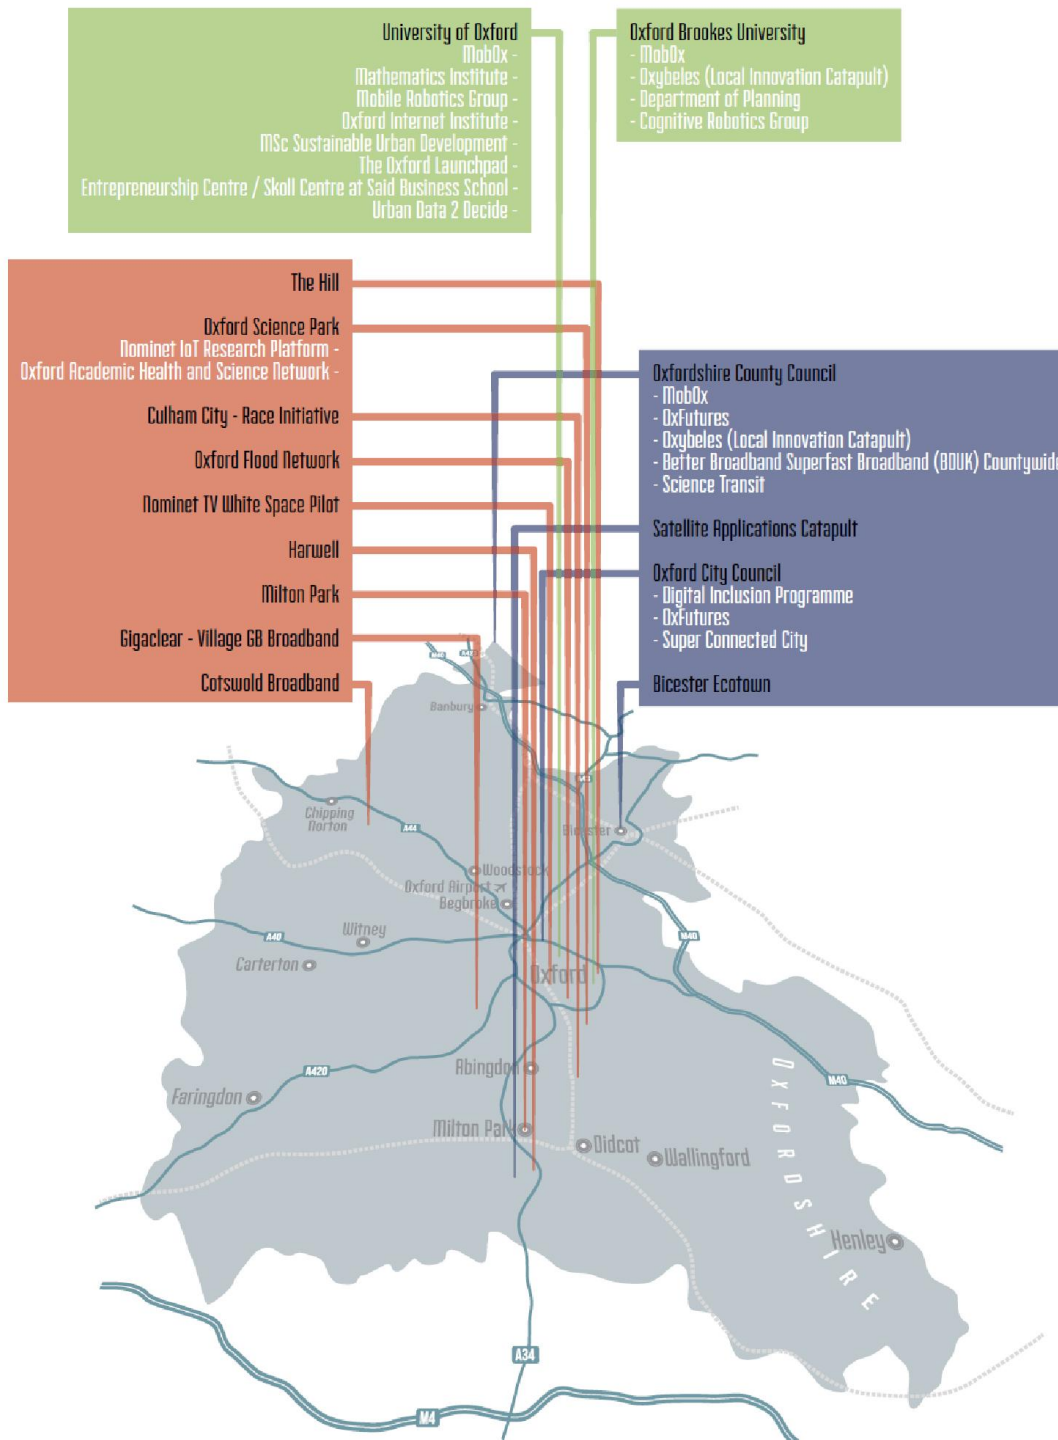 University of Oxford
MobOx -
Mathematics Institute -
Mobile Robotics Group -
Oxford Internet Institute -
MSc Sustainable Urban Development -
The Oxford Launchpad -
Entrepreneurship Centre / Skoll Centre at Said Business School -
Urban Data 2 Decide -
Oxford Brookes University
- MobOx
- Oxybeles (Local Innovation Catapult)
- Department of Planning
- Cognitive Robotics Group
The Hill
Oxford Science Park
Nominet IoT Research Platform -
Oxford Academic Health and Science Network -
Culham City - Race Initiative
Oxford Flood Network
Nominet TV White Space Pilot
Harwell
Milton Park
Gigaclear - Village GB Broadband
Cotswold Broadband
Oxfordshire County Council
- MobOx
- OxFutures
- Oxybeles (Local Innovation Catapult)
- Better Broadband Superfast Broadband (BDUK) Countywide
- Science Transit
Satellite Applications Catapult
Oxford City Council
- Digital Inclusion Programme
- OxFutures
- Super Connected City
Bicester Ecotown
M40
Banbury
Chipping
Norton
A44
Bicester
Woodstock
Oxford Airport
Begbroke
Witney
A40
M40
Carterton
Oxford
A420
Abingdon
M40
Faringdon
Milton Park
Didcot
Wallingford
OXFORDSHIRE
Henley
A34
M4